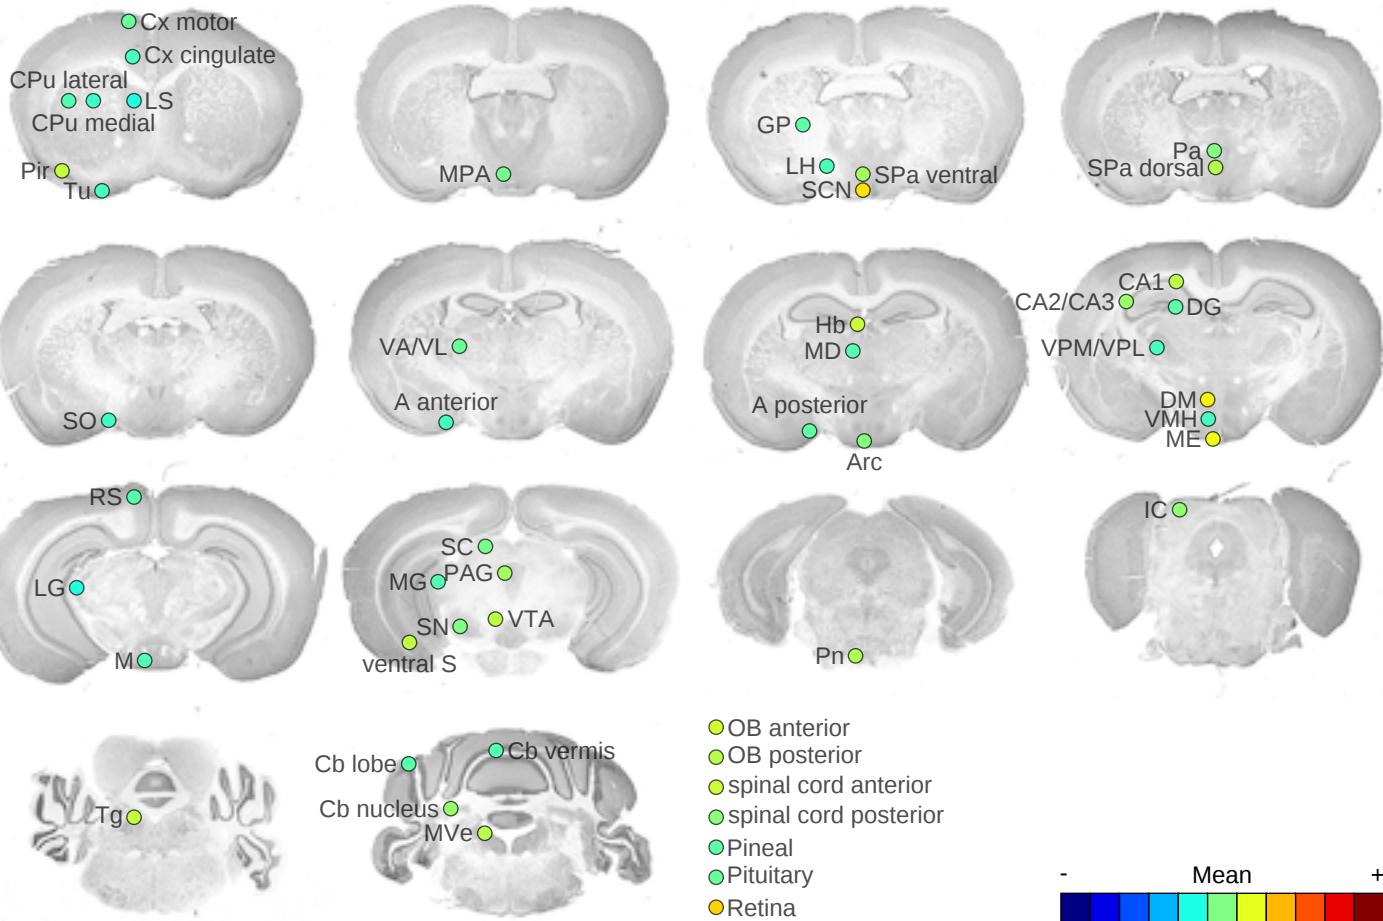 Cx motor
Cx cingulate
CPu lateral
LS
CPu medial
Pir
Tu
MPA
GP
LH
SPa ventral
SCN
Pa
SPa dorsal
SO
VA/VL
A anterior
Hb
MD
A posterior
Arc
CA1
CA2/CA3
DG
VPM/VPL
DM
VMH
ME
RS
LG
M
SC
MG
PAG
SN
VTA
ventral S
Pn
IC
Tg
Cb lobe
Cb vermis
Cb nucleus
MVe
OB anterior
OB posterior
spinal cord anterior
spinal cord posterior
Pineal
Pituitary
Retina
- Mean +